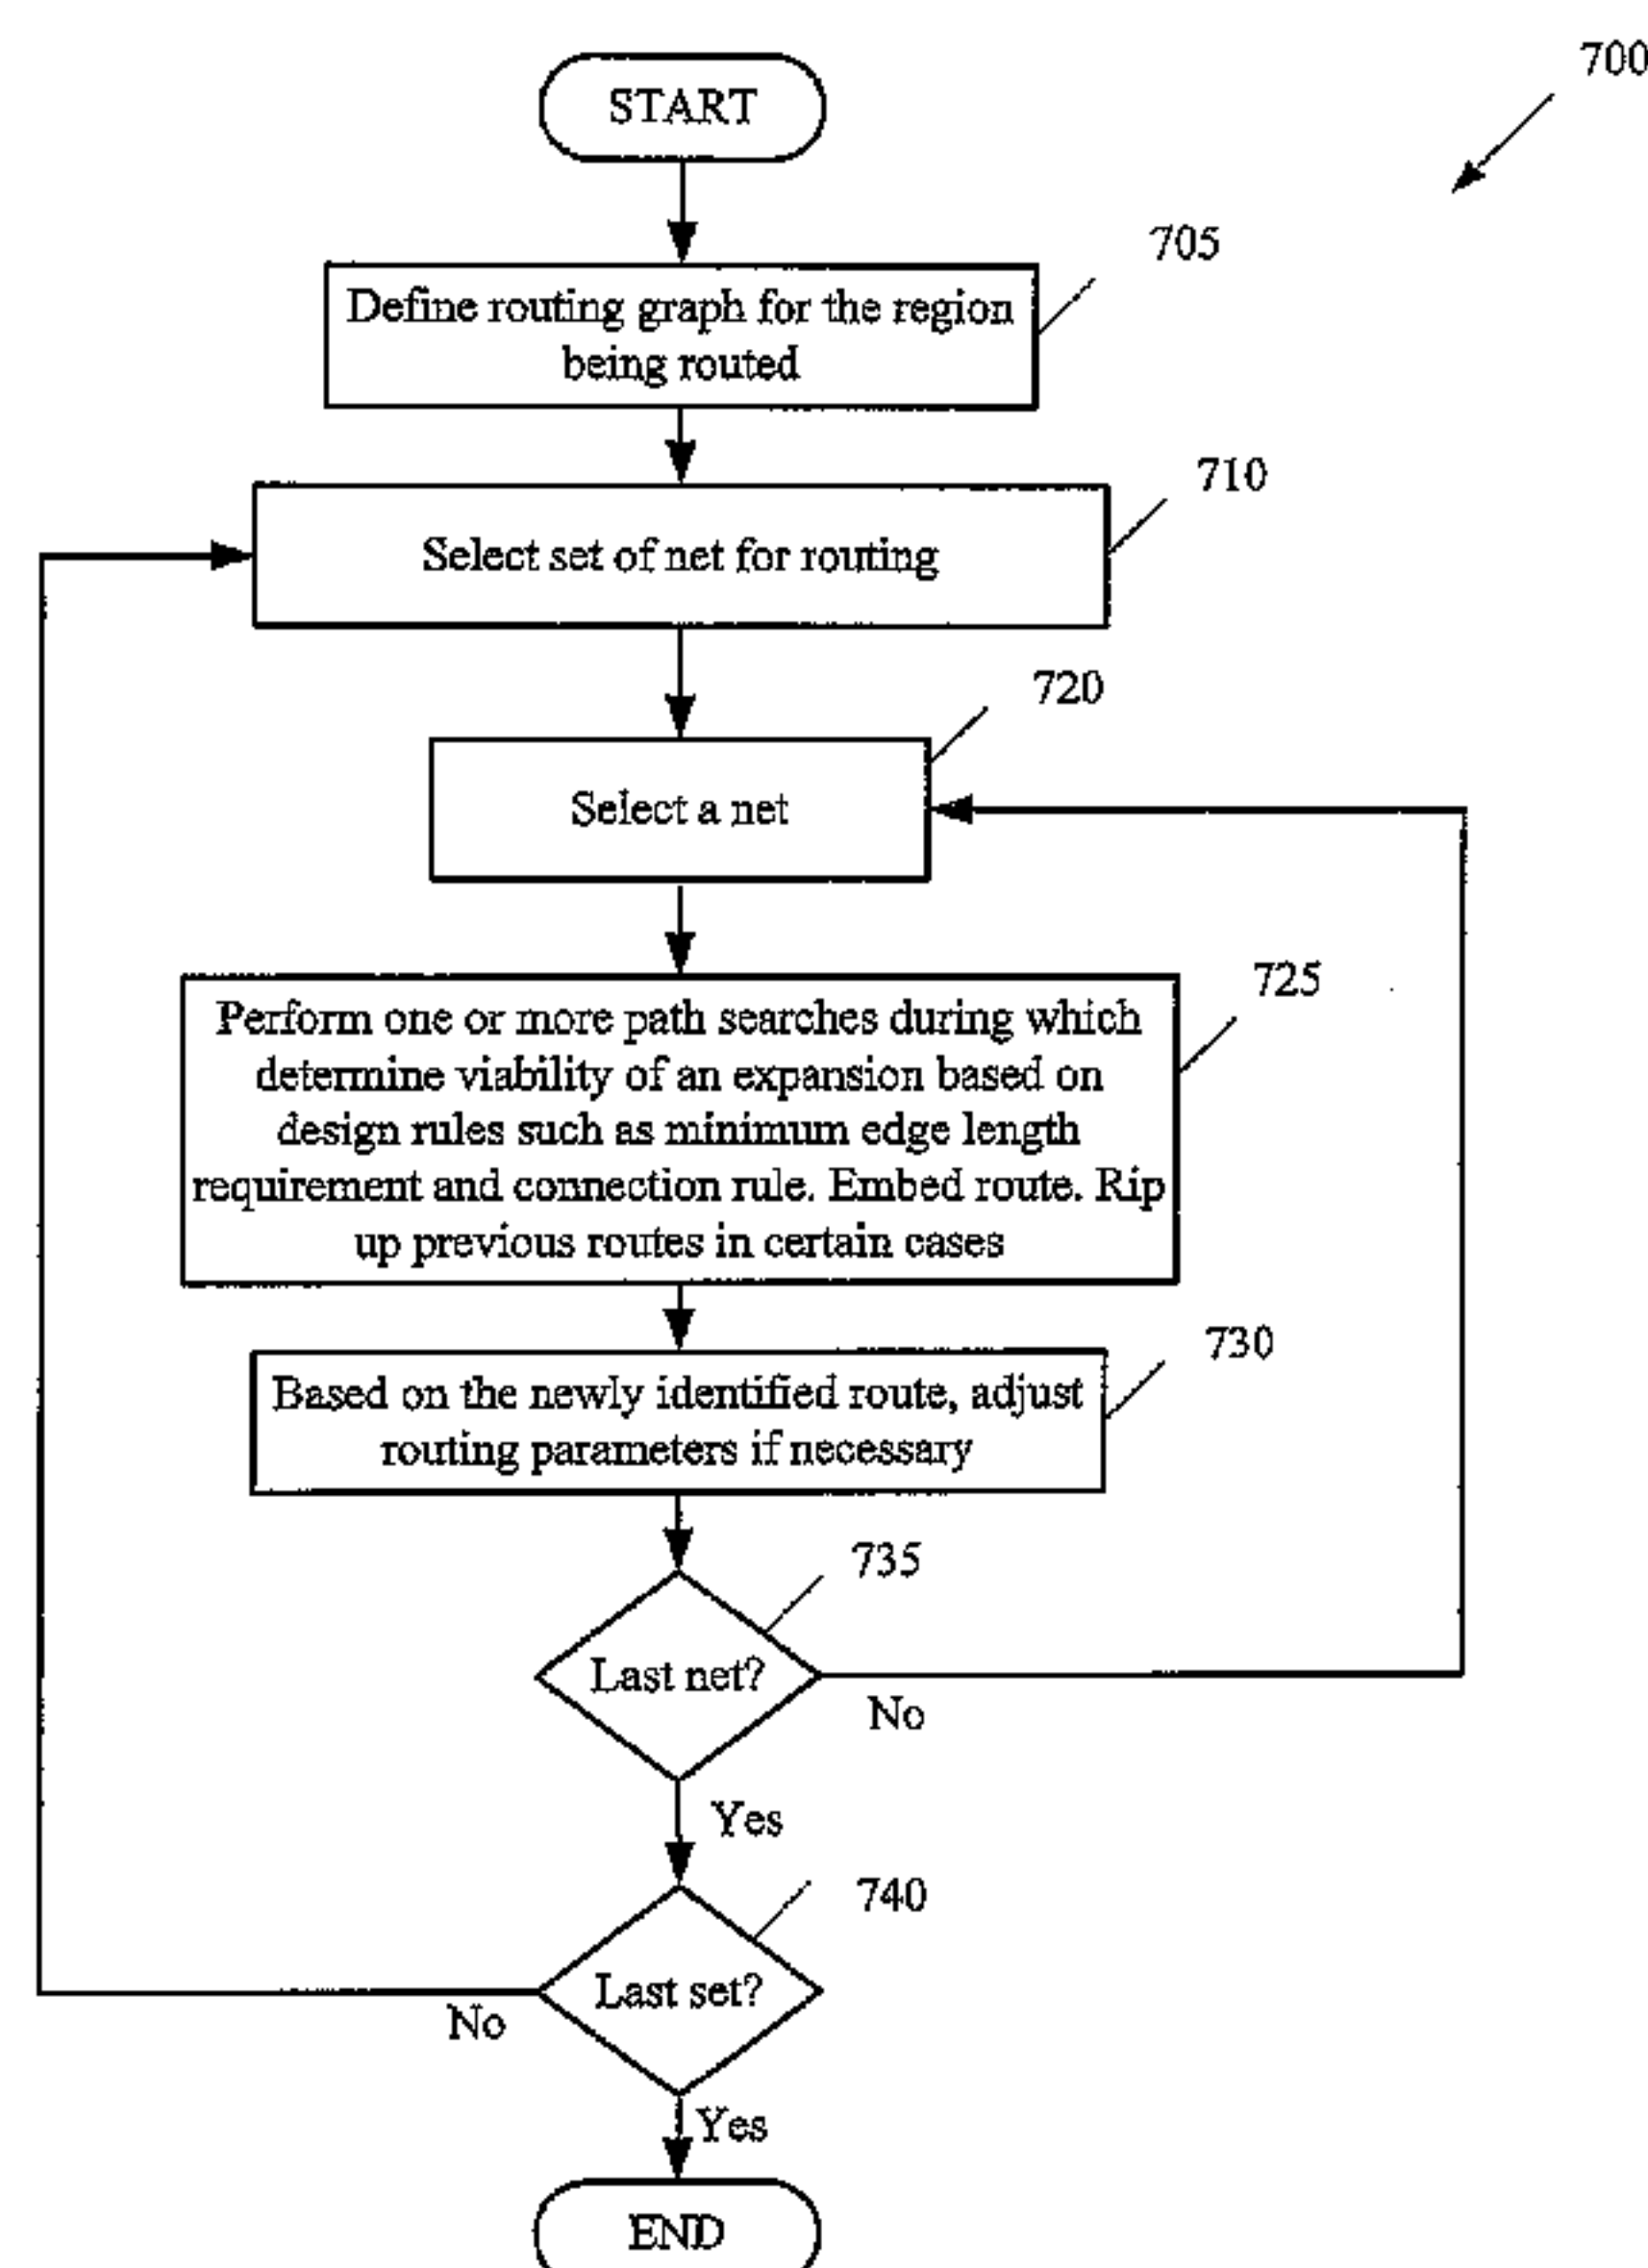 700
START
705
Define routing graph for the region
being routed
710
Select set of net for routing
720
Select a net
725
Perform one or more path searches during which
determine viability of an expansion based on
design rules such as minimum edge length
requirement and connection rule. Embed route. Rip
up previous routes in certain cases
730
Based on the newly identified route, adjust
routing parameters if necessary
735
Last net?
No
Yes
740
Last set?
No
Yes
END